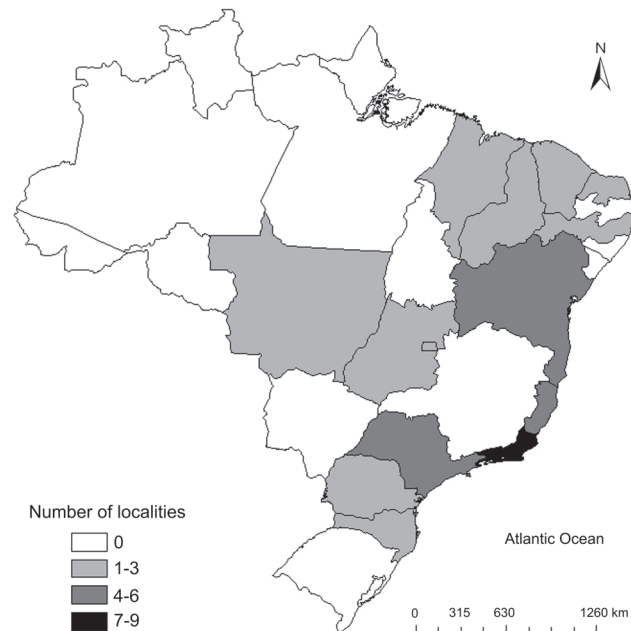 N
Number of localities
0
1-3
4-6
7-9
Atlantic Ocean
0 315 630 1260 km